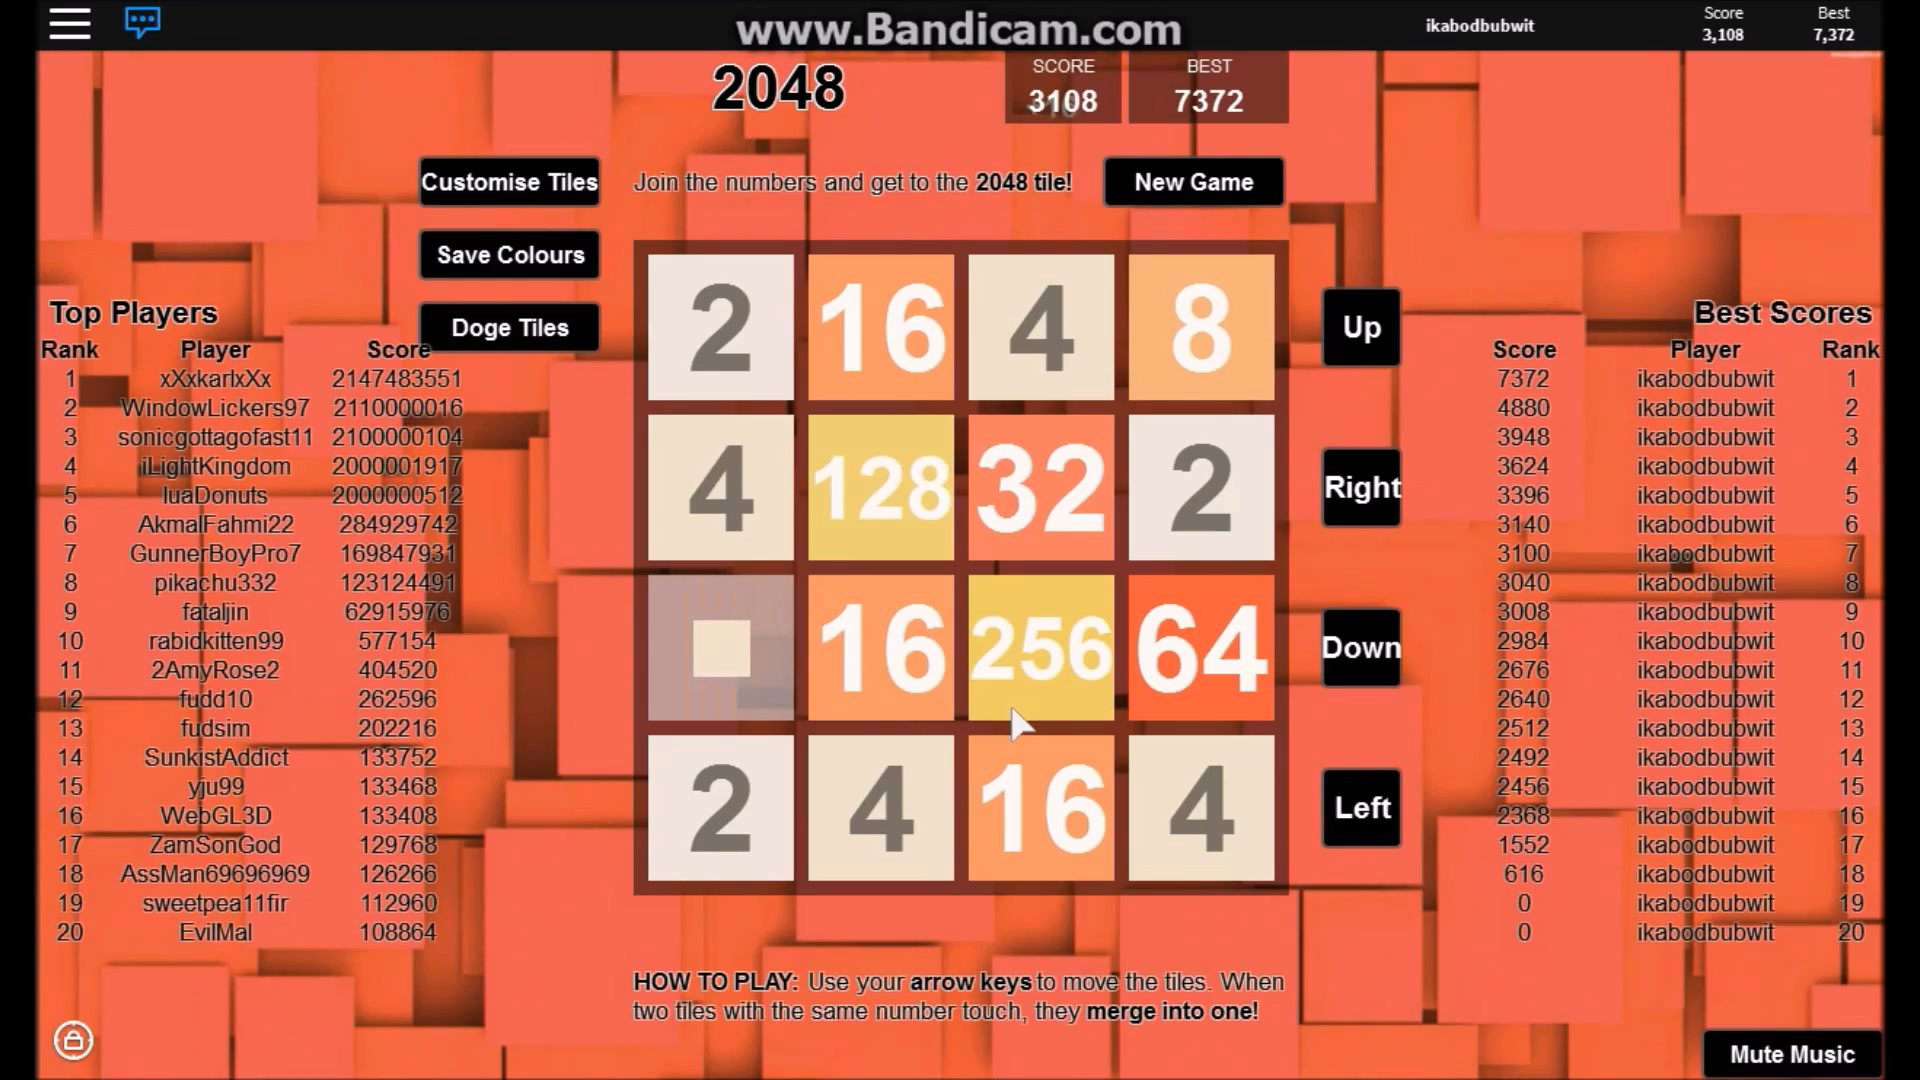 www.Bandicam.com
ikabodbubwit
Score
3,108
Best
7,372
2048
SCORE
3108
BEST
7372
Customise Tiles
Join the numbers and get to the 2048 tile!
New Game
Save Colours
Doge Tiles
Top Players
Rank Player Score
1 xXxkarlxXx 2147483551
2 WindowLickers97 2110000016
3 sonicgottagofast11 2100000104
4 iLightKingdom 2000001917
5 luaDonuts 2000000512
6 AkmalFahmi22 284929742
7 GunnerBoyPro7 169847931
8 pikachu332 123124491
9 fataljin 62915976
10 rabidkitten99 577154
11 2AmyRose2 404520
12 fudd10 262596
13 fudsim 202216
14 SunkistAddict 133752
15 yju99 133468
16 WebGL3D 133408
17 ZamSonGod 129768
18 AssMan69696969 126266
19 sweetpea11fir 112960
20 EvilMal 108864
2 16 4 8
4 128 32 2
16 256 64
2 4 16 4
Up
Right
Down
Left
Best Scores
Score Player Rank
7372 ikabodbubwit 1
4880 ikabodbubwit 2
3948 ikabodbubwit 3
3624 ikabodbubwit 4
3396 ikabodbubwit 5
3140 ikabodbubwit 6
3100 ikabodbubwit 7
3040 ikabodbubwit 8
3008 ikabodbubwit 9
2984 ikabodbubwit 10
2676 ikabodbubwit 11
2640 ikabodbubwit 12
2512 ikabodbubwit 13
2492 ikabodbubwit 14
2456 ikabodbubwit 15
2368 ikabodbubwit 16
1552 ikabodbubwit 17
616 ikabodbubwit 18
0 ikabodbubwit 19
0 ikabodbubwit 20
HOW TO PLAY: Use your arrow keys to move the tiles. When
two tiles with the same number touch, they merge into one!
Mute Music